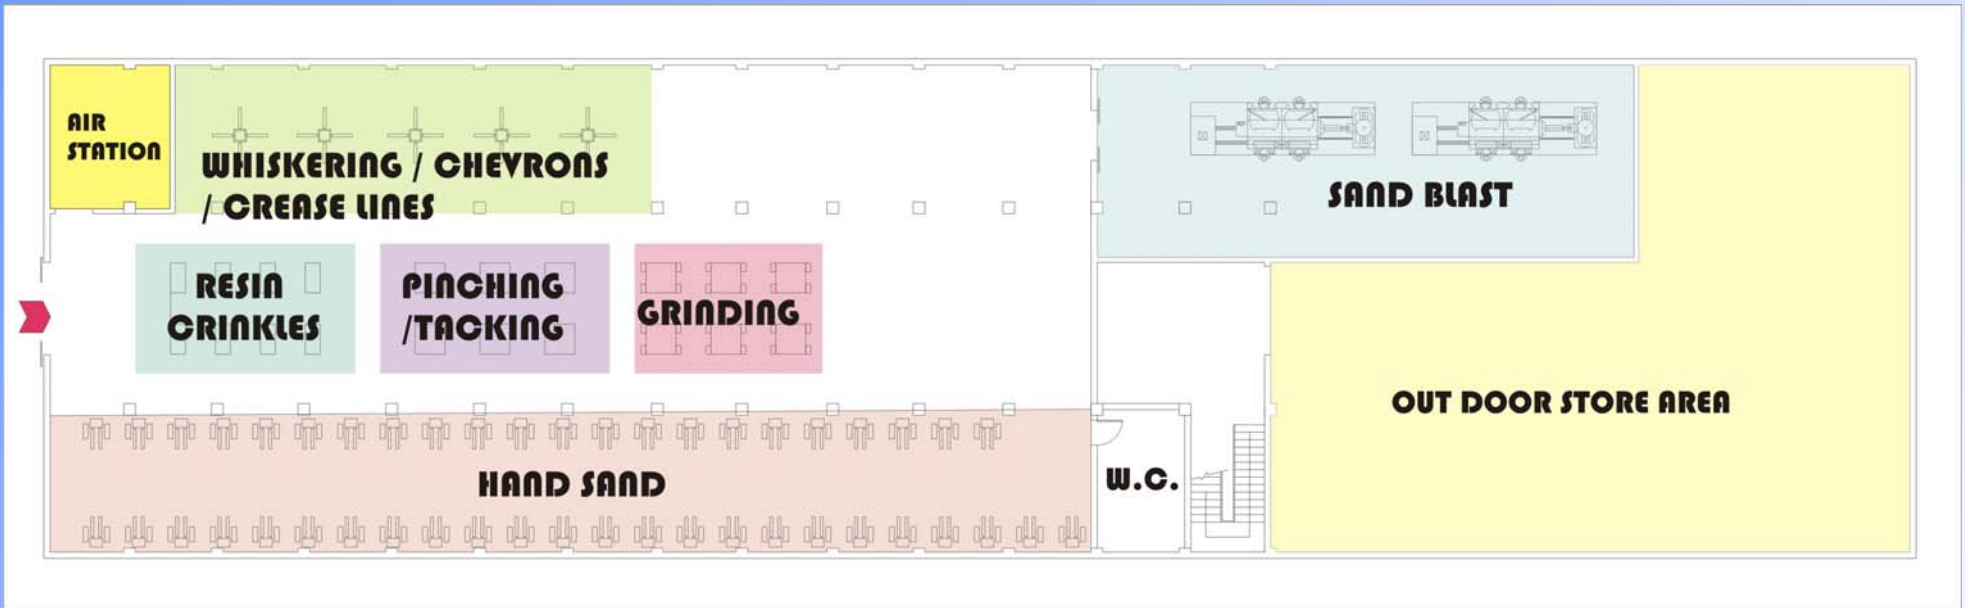 AIR
STATION
WHISKERING / CHEVRONS
/ CREASE LINES
SAND BLAST
RESIN
CRINKLES
PINCHING
/TACKING
GRINDING
OUT DOOR STORE AREA
HAND SAND
W.C.